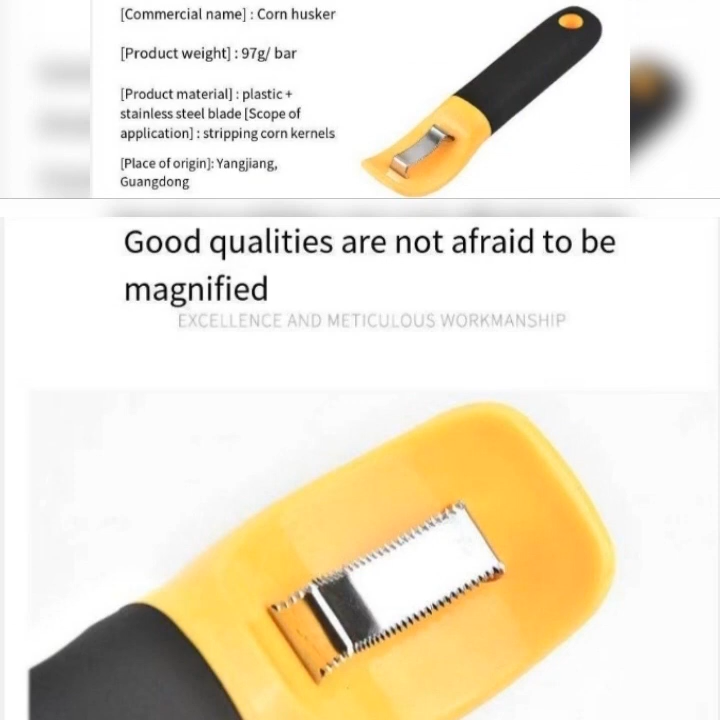 [Commercial name] : Corn husker
[Product weight] : 97g/ bar
[Product material] : plastic +
stainless steel blade [Scope of
application] : stripping corn kernels
[Place of origin]: Yangjiang,
Guangdong
Good qualities are not afraid to be
magnified
EXCELLENCE AND METICULOUS WORKMANSHIP